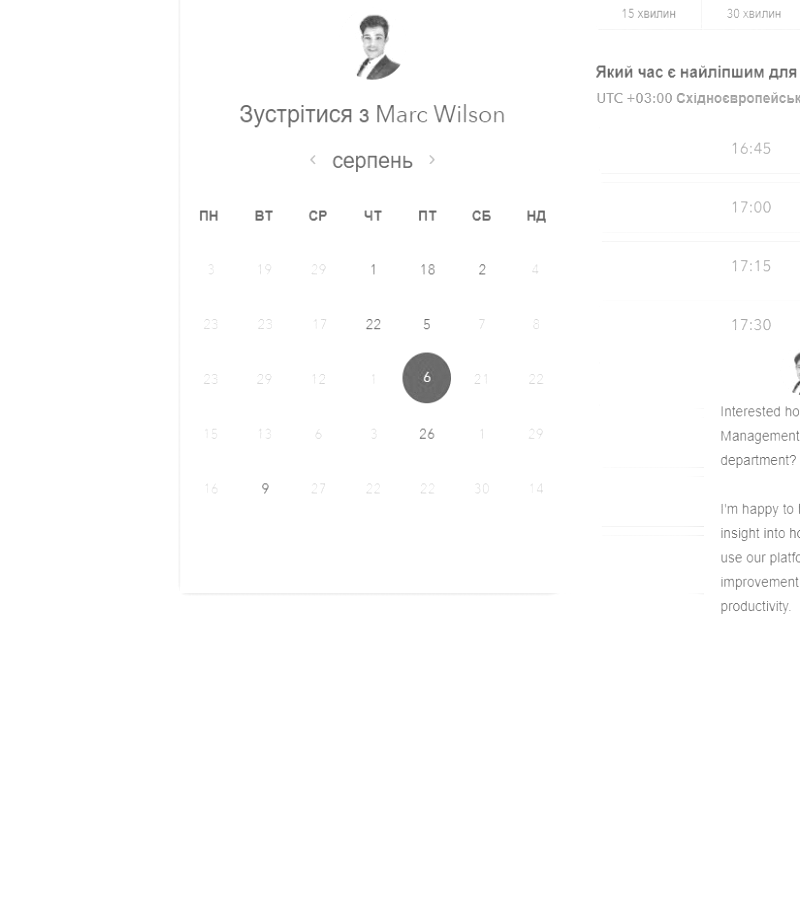 Зустрітися з Marc Wilson
серпень
ПН ВТ СР ЧТ ПТ СБ НД
3 19 29 1 18 2 4
23 23 17 22 5 7 8
23 29 12 1 6 21 22
15 13 6 3 26 1 29
16 9 27 22 22 30 14
15 хвилин 30 хвилин
Який час є найліпшим для
UTC +03:00 Східноєвропейськ
16:45
17:00
17:15
17:30
Interested ho
Management
department?
I'm happy to
insight into ho
use our platfo
improvement
productivity.